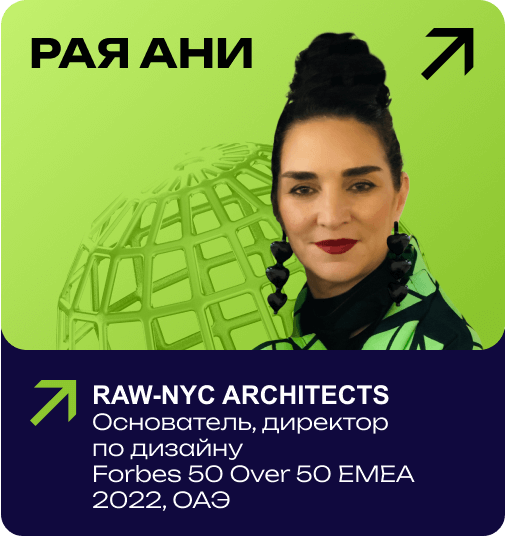 РАЯ АНИ
RAW-NYC ARCHITECTS
Основатель, директор
по дизайну
Forbes 50 Over 50 EMEA
2022, ОАЭ